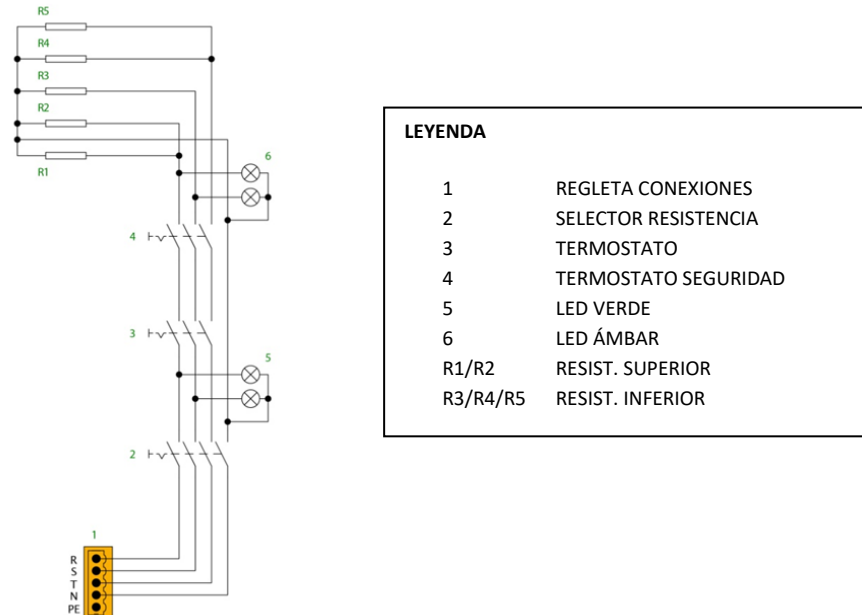 R5
R4
R3
R2
R1
6
4
3
5
2
1
R
S
T
N
PE
LEYENDA
1 REGLETA CONEXIONES
2 SELECTOR RESISTENCIA
3 TERMOSTATO
4 TERMOSTATO SEGURIDAD
5 LED VERDE
6 LED ÁMBAR
R1/R2 RESIST. SUPERIOR
R3/R4/R5 RESIST. INFERIOR